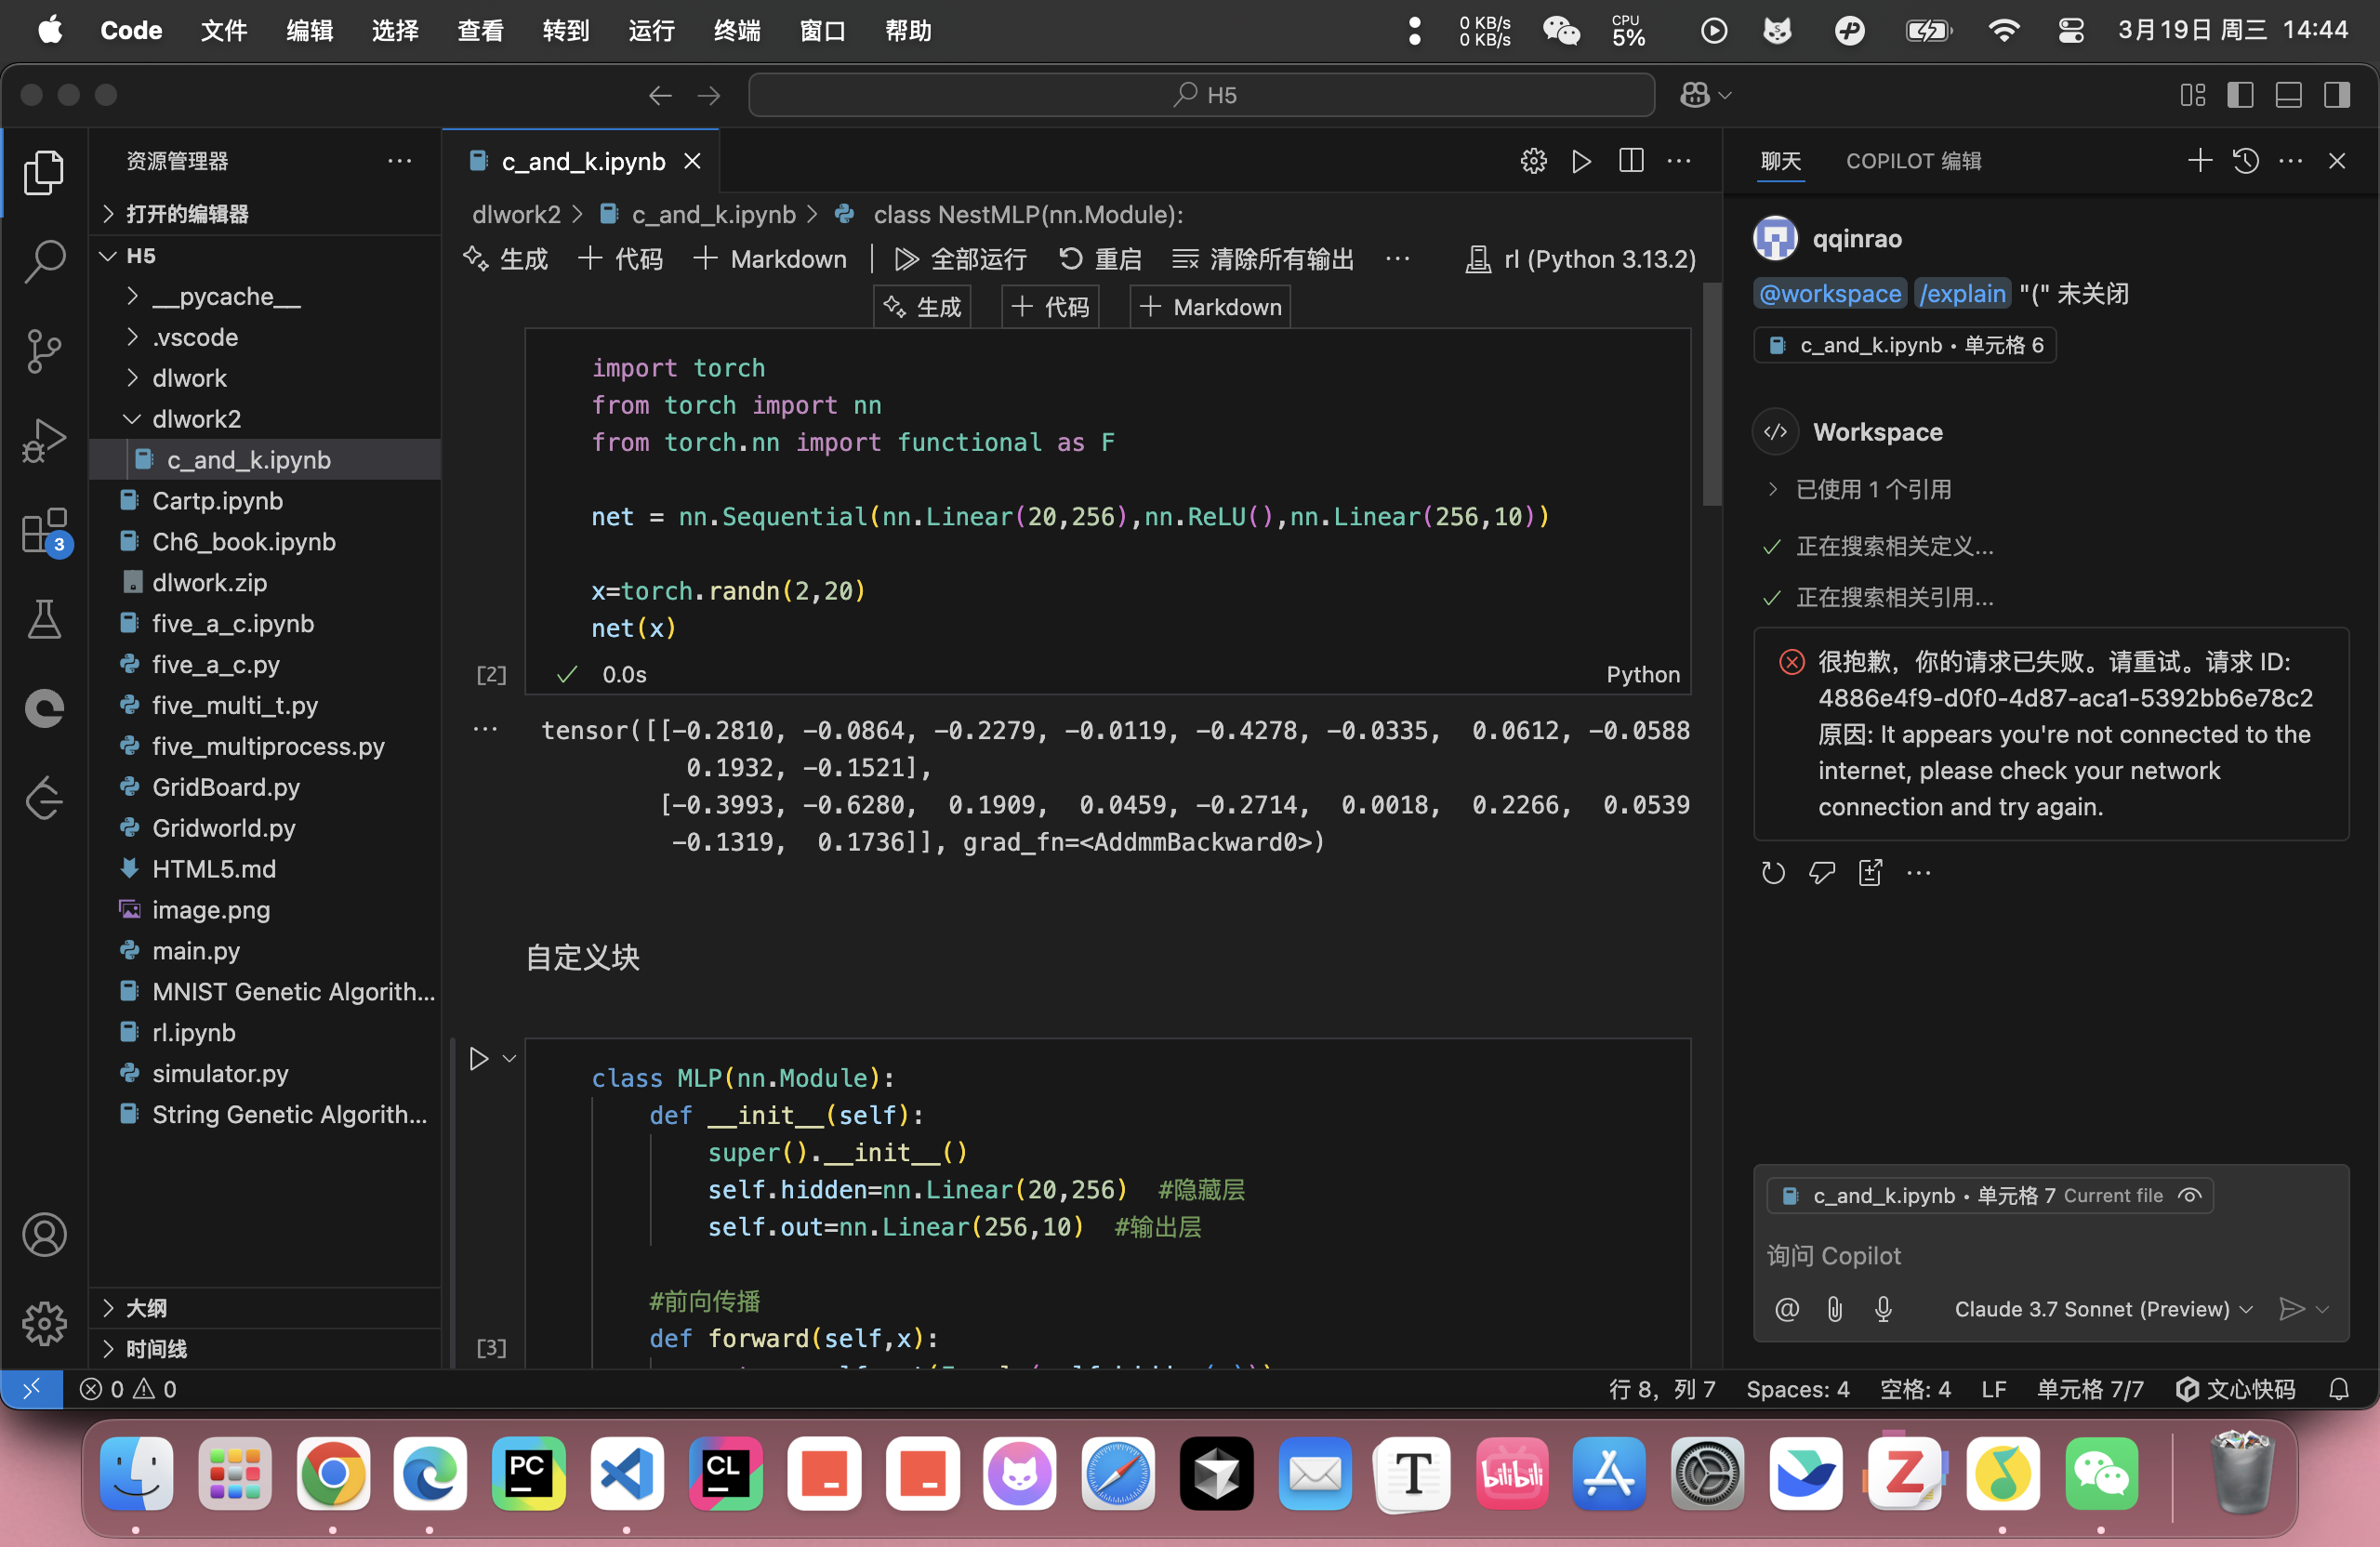 Code 文件 编辑 选择 查看 转到 运行 终端 窗口 帮助
0 KB/s
0 KB/s
CPU
5%
3月19日 周三 14:44
H5
资源管理器
打开的编辑器
H5
__pycache__
.vscode
dlwork
dlwork2
c_and_k.ipynb
Cartp.ipynb
Ch6_book.ipynb
dlwork.zip
five_a_c.ipynb
five_a_c.py
five_multi_t.py
five_multiprocess.py
GridBoard.py
Gridworld.py
HTML5.md
image.png
main.py
MNIST Genetic Algorith...
rl.ipynb
simulator.py
String Genetic Algorith...
大纲
时间线
3
c_and_k.ipynb
dlwork2 > c_and_k.ipynb > class NestMLP(nn.Module):
生成 + 代码 + Markdown | 全部运行 重启 清除所有输出 ··· rl (Python 3.13.2)
生成 + 代码 + Markdown
import torch
from torch import nn
from torch.nn import functional as F
net = nn.Sequential(nn.Linear(20,256),nn.ReLU(),nn.Linear(256,10))
x=torch.randn(2,20)
net(x)
[2] ✓ 0.0s Python
tensor([[-0.2810, -0.0864, -0.2279, -0.0119, -0.4278, -0.0335,  0.0612, -0.0588
0.1932, -0.1521],
[-0.3993, -0.6280,  0.1909,  0.0459, -0.2714,  0.0018,  0.2266,  0.0539
-0.1319,  0.1736]], grad_fn=<AddmmBackward0>)
自定义块
class MLP(nn.Module):
def __init__(self):
super().__init__()
self.hidden=nn.Linear(20,256)  #隐藏层
self.out=nn.Linear(256,10)  #输出层
#前向传播
def forward(self,x):
[3]
聊天 COPILOT 编辑
qqinrao
@workspace /explain "(" 未关闭
c_and_k.ipynb • 单元格 6
Workspace
已使用 1 个引用
正在搜索相关定义...
正在搜索相关引用...
很抱歉，你的请求已失败。请重试。请求 ID:
4886e4f9-d0f0-4d87-aca1-5392bb6e78c2
原因: It appears you're not connected to the
internet, please check your network
connection and try again.
c_and_k.ipynb • 单元格 7 Current file
询问 Copilot
Claude 3.7 Sonnet (Preview)
0 0
行 8，列 7 Spaces: 4 空格: 4 LF 单元格 7/7 文心快码
PC
CL
T
bilibili
Z